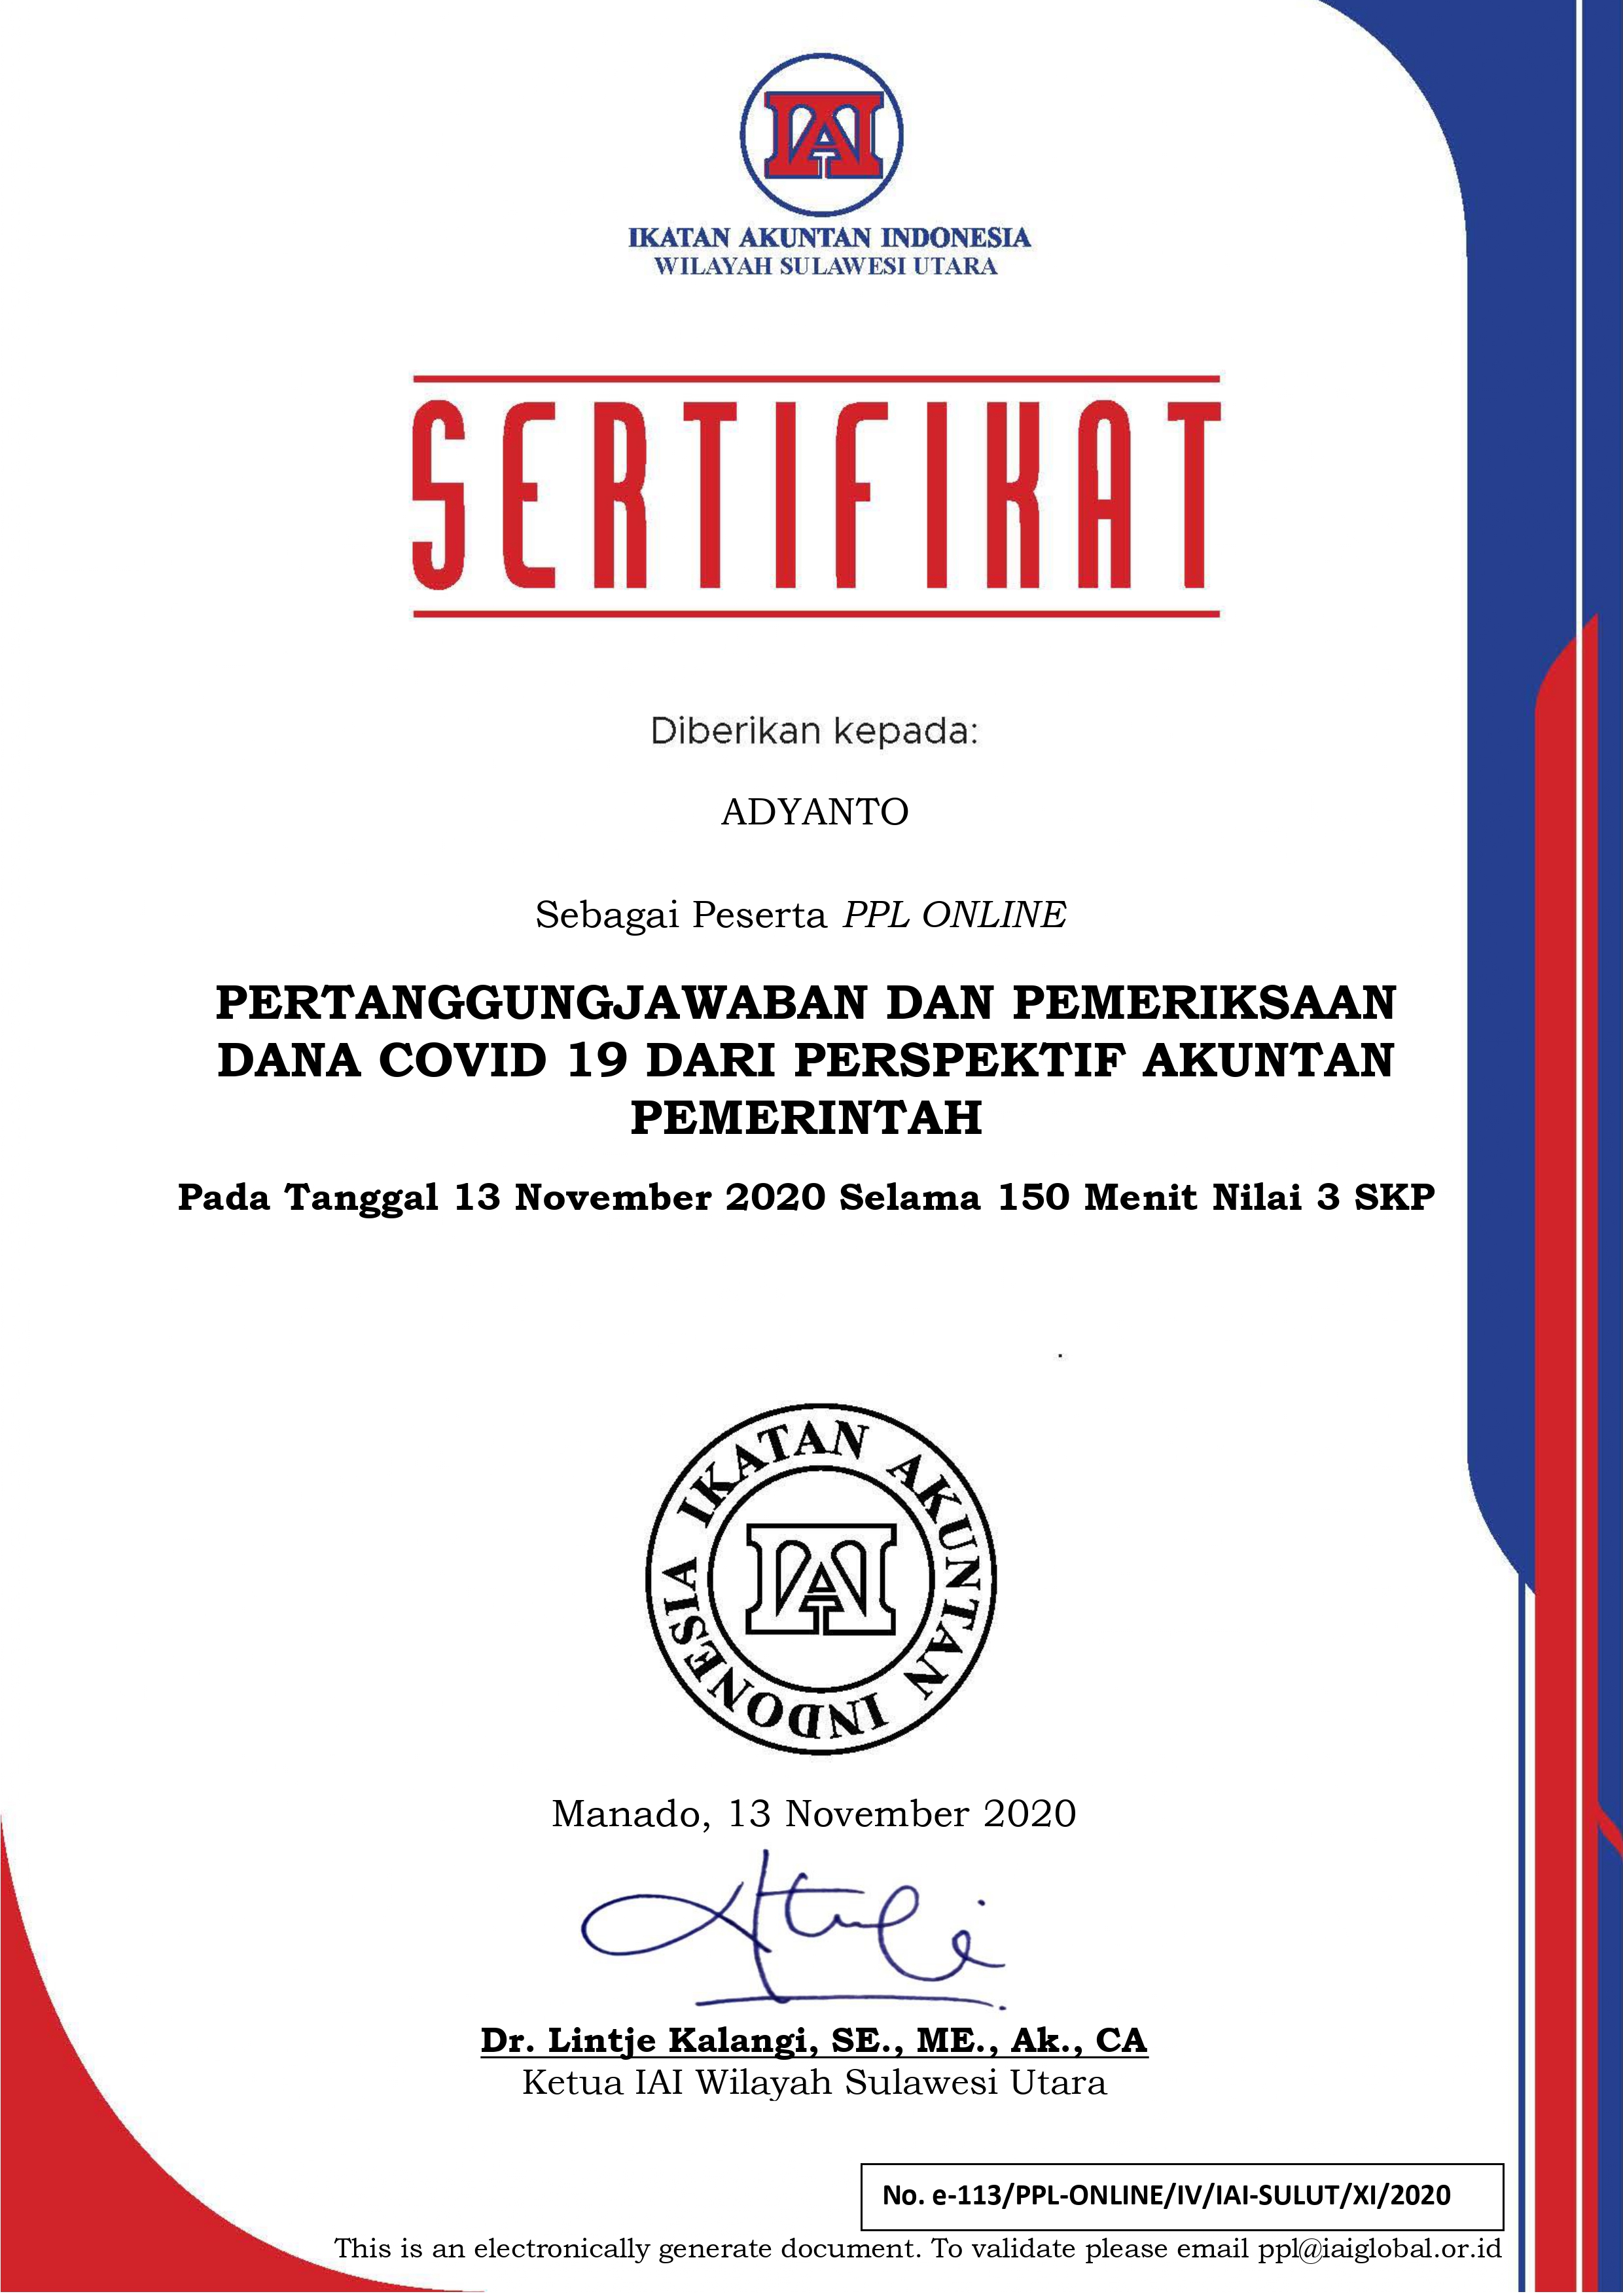 IAI
IKATAN AKUNTAN INDONESIA
WILAYAH SULAWESI UTARA
SERTIFIKAT
Diberikan kepada:
ADYANTO
Sebagai Peserta PPL ONLINE
PERTANGGUNGJAWABAN DAN PEMERIKSAAN
DANA COVID 19 DARI PERSPEKTIF AKUNTAN
PEMERINTAH
Pada Tanggal 13 November 2020 Selama 150 Menit Nilai 3 SKP
IKATAN AKUNTAN INDONESIA
IAI
Manado, 13 November 2020
Dr. Lintje Kalangi, SE., ME., Ak., CA
Ketua IAI Wilayah Sulawesi Utara
No. e-113/PPL-ONLINE/IV/IAI-SULUT/XI/2020
This is an electronically generate document. To validate please email ppl@iaiglobal.or.id